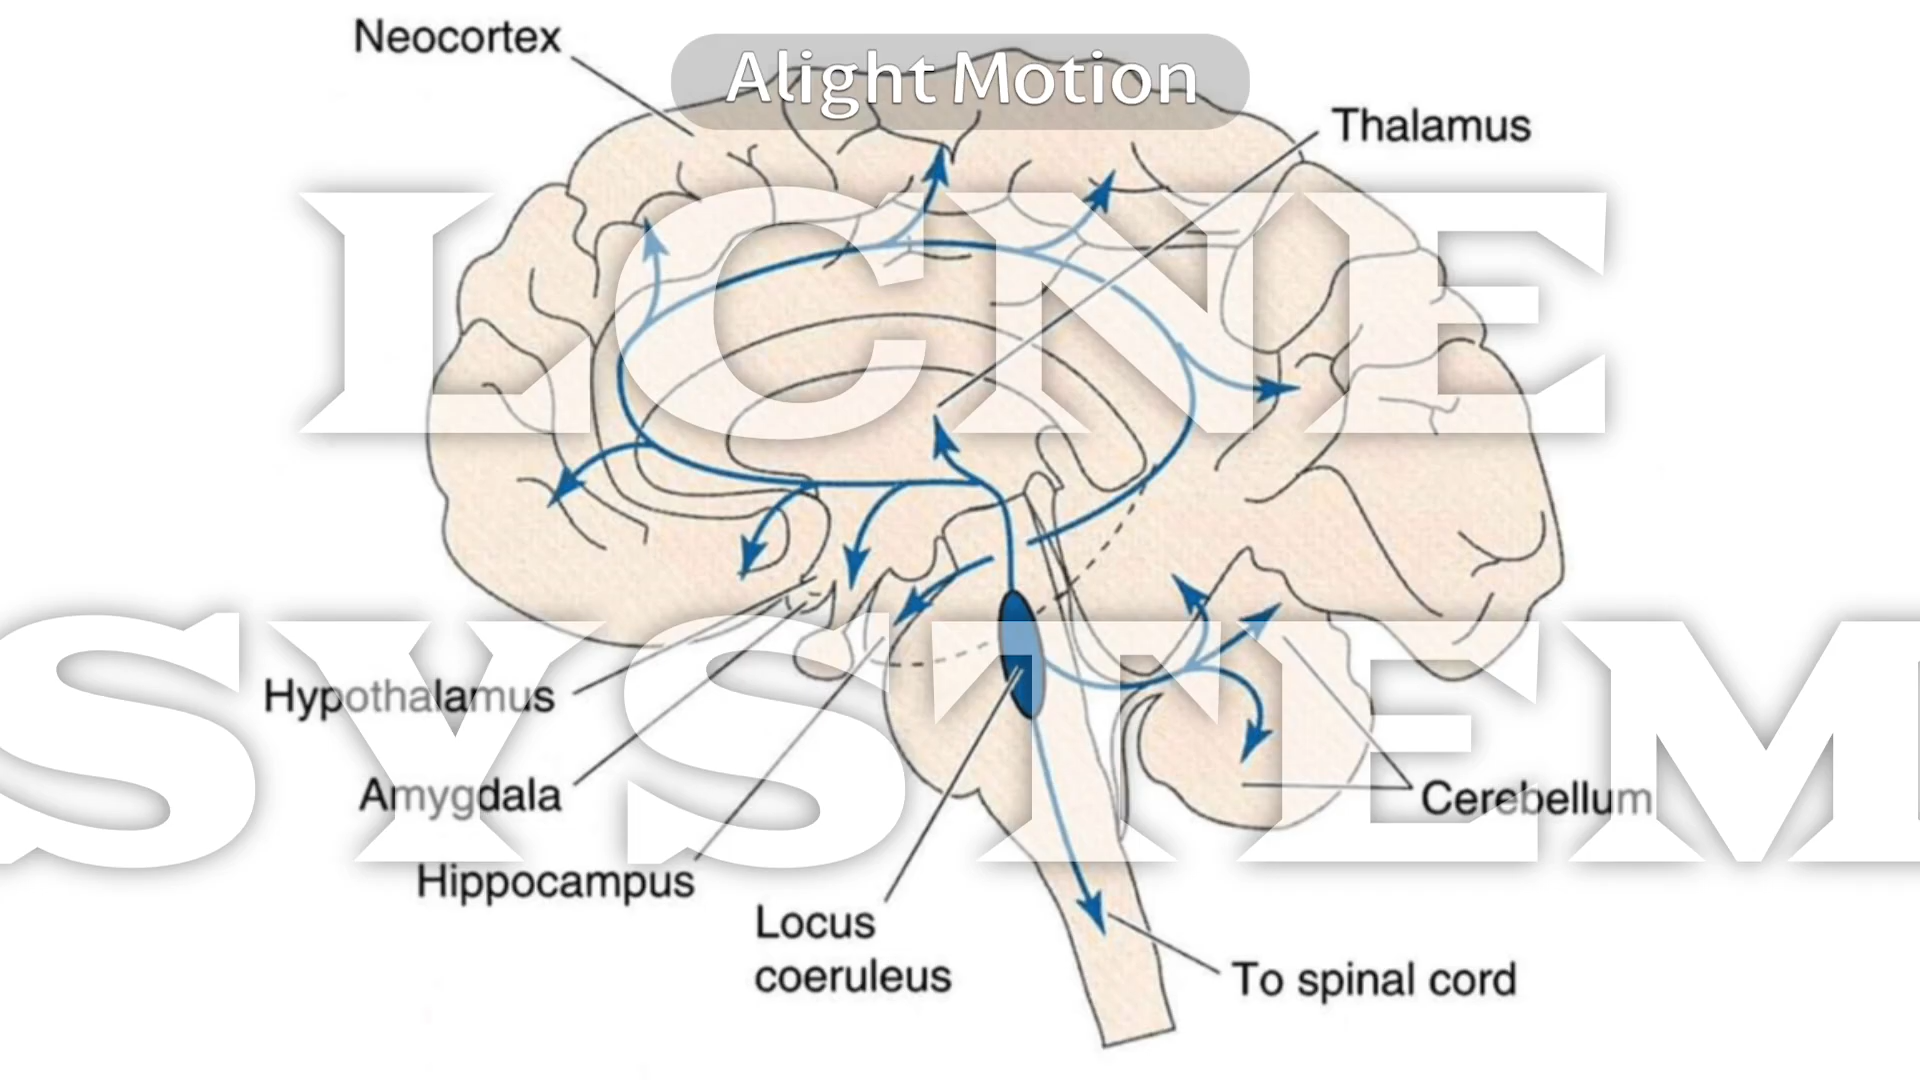 Neocortex
Alight Motion
Thalamus
LCNE
SYSTEM
Hypothalamus
Amygdala
Cerebellum
Hippocampus
Locus
coeruleus
To spinal cord